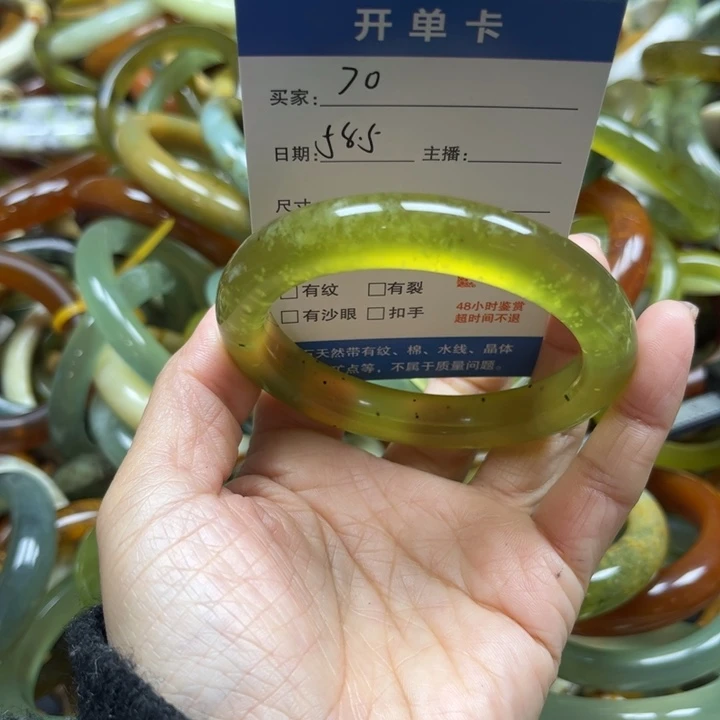 开单卡
买家: 70
日期: 58.5 主播:
尺寸
□有纹 □有裂
□有沙眼 □扣手
48小时鉴赏
超时间不退
天然带有纹、棉、水线、晶体
矿点等，不属于质量问题。